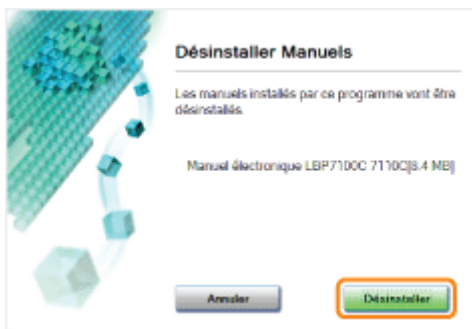 Désinstaller Manuels
Les manuels installés par ce programme vont être
désinstallés.
Manuel électronique LBP7100C 7110C[8.4 MB]
Annuler
Désinstaller